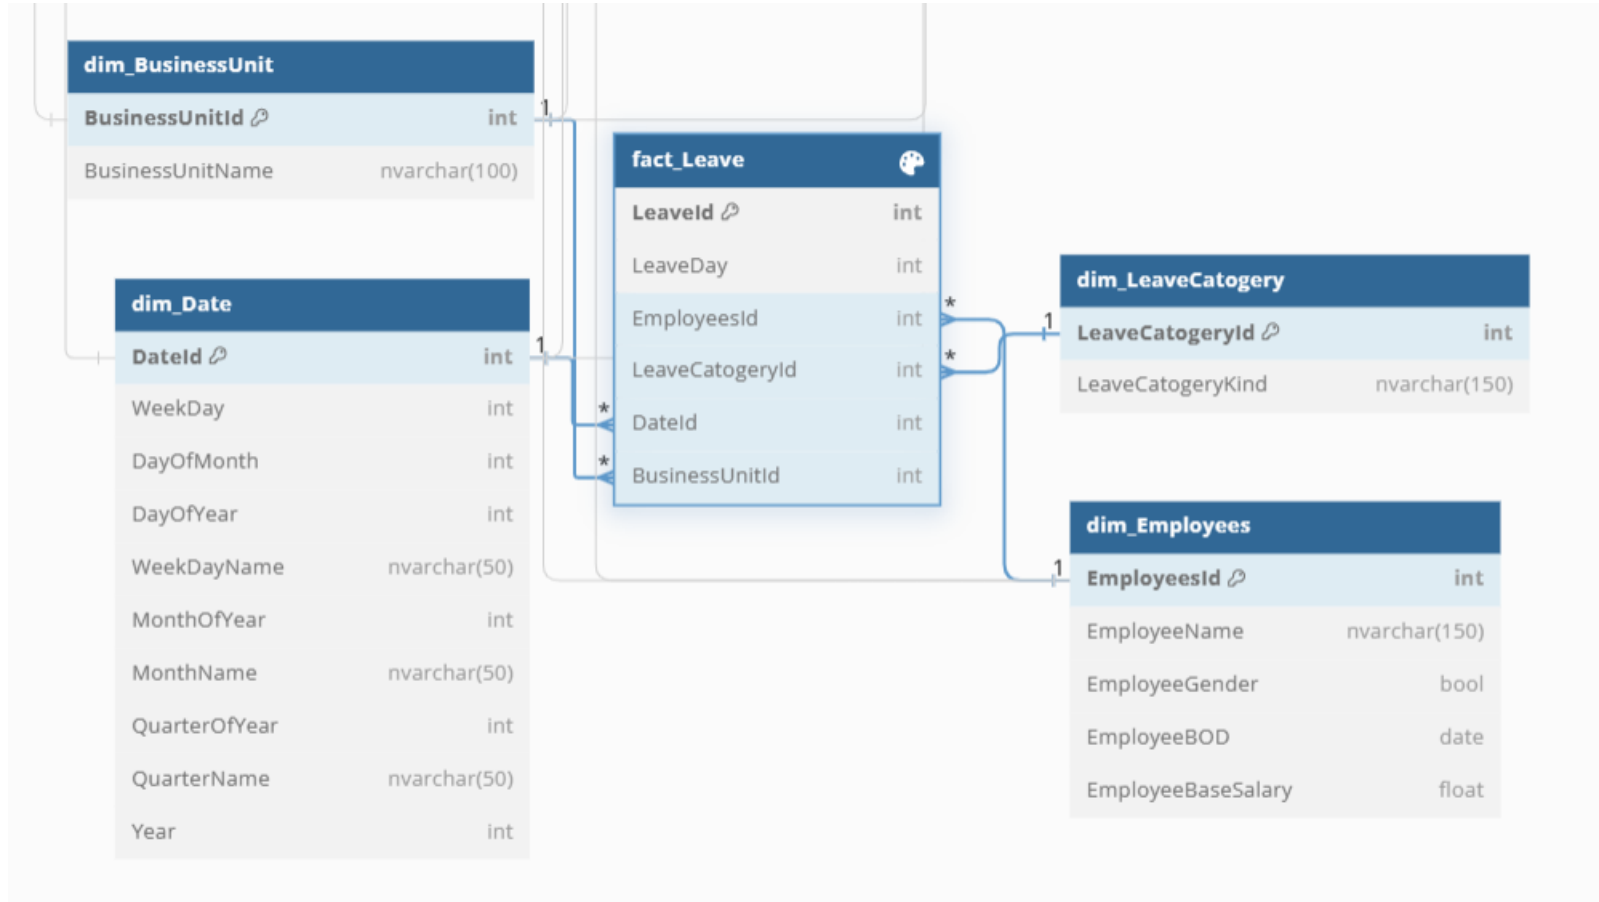 dim_BusinessUnit
BusinessUnitId int
BusinessUnitName nvarchar(100)
1
dim_Date
DateId int
WeekDay int
DayOfMonth int
DayOfYear int
WeekDayName nvarchar(50)
MonthOfYear int
MonthName nvarchar(50)
QuarterOfYear int
QuarterName nvarchar(50)
Year int
1
*
*
fact_Leave
LeaveId int
LeaveDay int
EmployeesId int
LeaveCatogeryId int
DateId int
BusinessUnitId int
*
*
1
dim_LeaveCatogery
LeaveCatogeryId int
LeaveCatogeryKind nvarchar(150)
1
dim_Employees
EmployeesId int
EmployeeName nvarchar(150)
EmployeeGender bool
EmployeeBOD date
EmployeeBaseSalary float